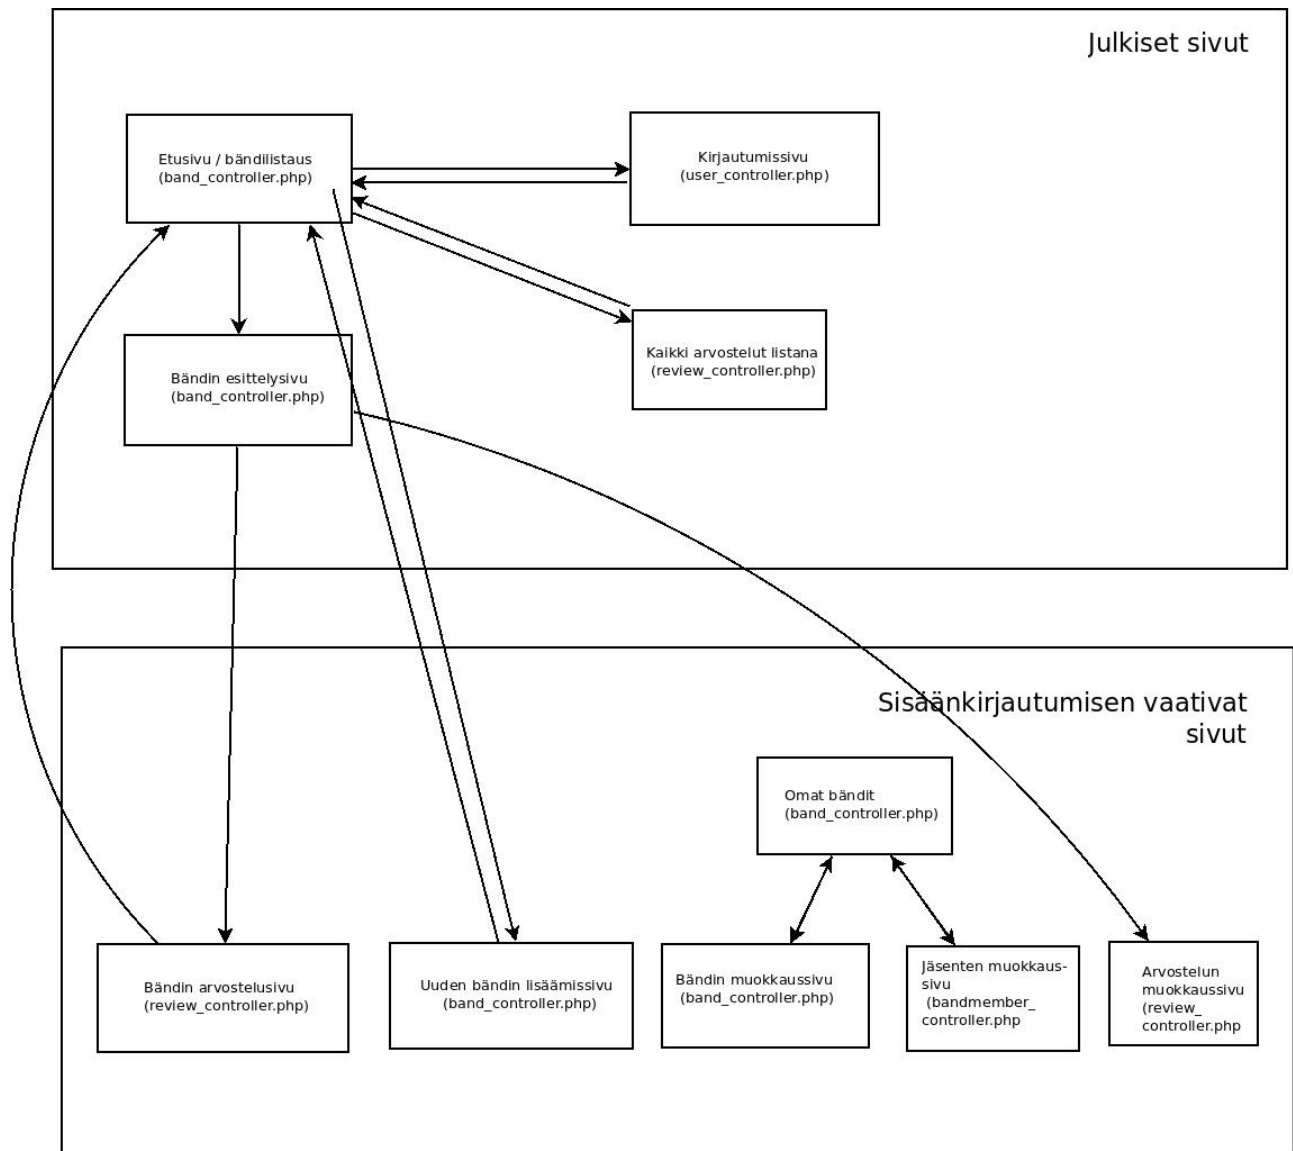 Julkiset sivut
Etusivu / bändilistaus
(band_controller.php)
Kirjautumissivu
(user_controller.php)
Kaikki arvostelut listana
(review_controller.php)
Bändin esittelysivu
(band_controller.php)
Sisäänkirjautumisen vaativat
sivut
Omat bändit
(band_controller.php)
Bändin arvostelusivu
(review_controller.php)
Uuden bändin lisäämissivu
(band_controller.php)
Bändin muokkaussivu
(band_controller.php)
Jäsenten muokkaus-
sivu
(bandmember_
controller.php
Arvostelun
muokkaussivu
(review_
controller.php